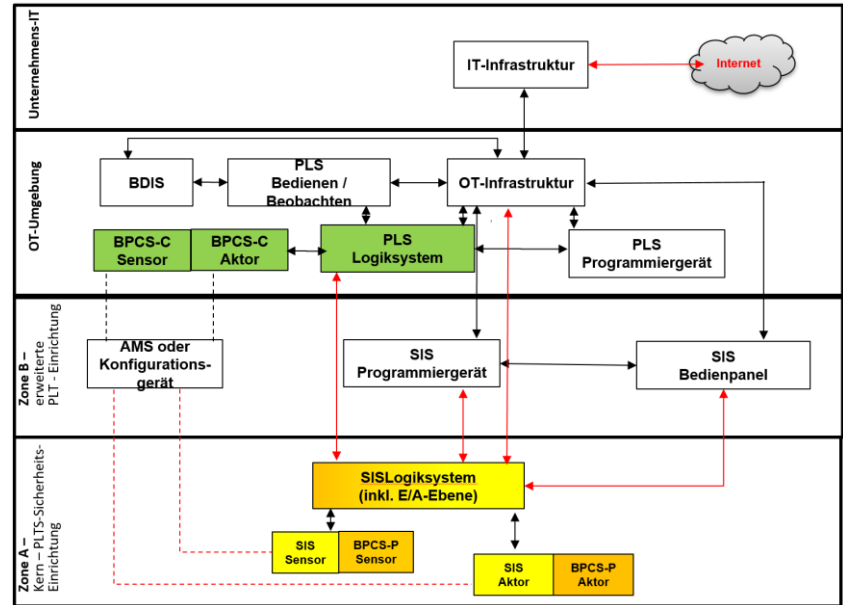 Unternehmens-IT
IT-Infrastruktur
Internet
OT-Umgebung
BDIS
PLS
Bedienen /
Beobachten
OT-Infrastruktur
BPCS-C
Sensor
BPCS-C
Aktor
PLS
Logiksystem
PLS
Programmiergerät
Zone B –
erweiterte
PLT - Einrichtung
AMS oder
Konfigurations-
gerät
SIS
Programmiergerät
SIS
Bedienpanel
Zone A –
Kern – PLTS-Sicherheits-
Einrichtung
SISLogiksystem
(inkl. E/A-Ebene)
SIS
Sensor
BPCS-P
Sensor
SIS
Aktor
BPCS-P
Aktor